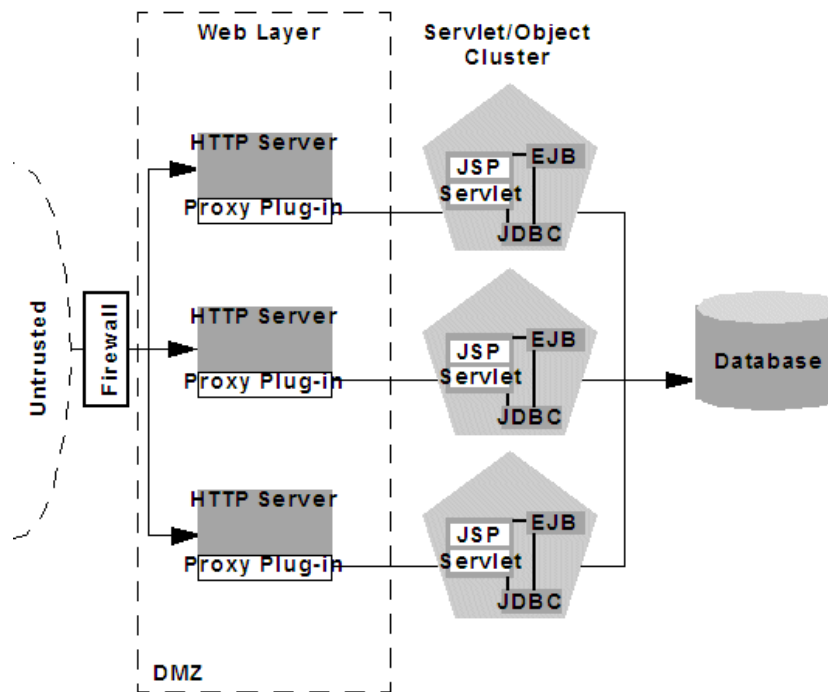 Web Layer
Servlet/Object
Cluster
HTTP Server
Proxy Plug-in
JSP
Servlet
EJB
JDBC
Untrusted
Firewall
HTTP Server
Proxy Plug-in
JSP
Servlet
EJB
JDBC
Database
HTTP Server
Proxy Plug-in
JSP
Servlet
EJB
JDBC
DMZ